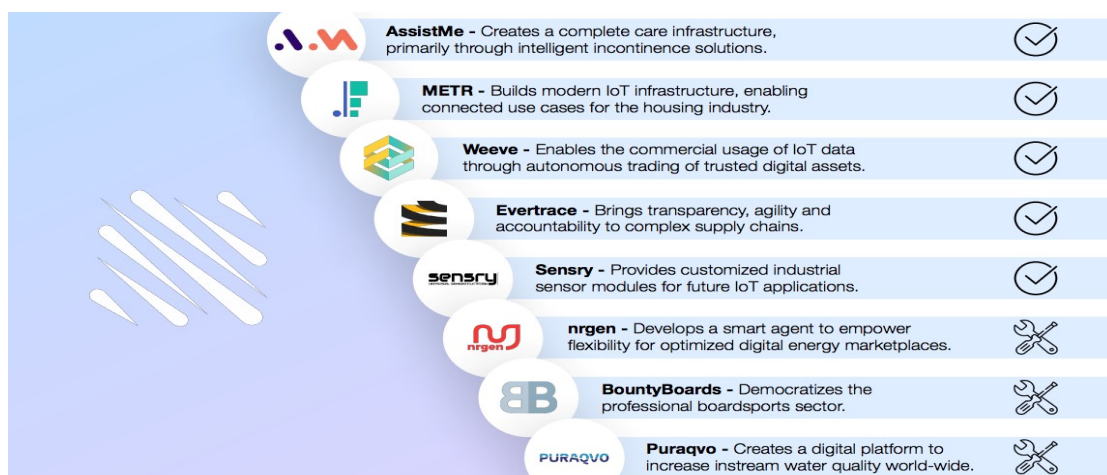 AssistMe - Creates a complete care infrastructure,
primarily through intelligent incontinence solutions.
METR - Builds modern IoT infrastructure, enabling
connected use cases for the housing industry.
Weeve - Enables the commercial usage of IoT data
through autonomous trading of trusted digital assets.
Evertrace - Brings transparency, agility and
accountability to complex supply chains.
sensry
Sensry - Provides customized industrial
sensor modules for future IoT applications.
nrgen
nrgen - Develops a smart agent to empower
flexibility for optimized digital energy marketplaces.
BB
BountyBoards - Democratizes the
professional boardsports sector.
PURAQVO
Puraqvo - Creates a digital platform to
increase instream water quality world-wide.